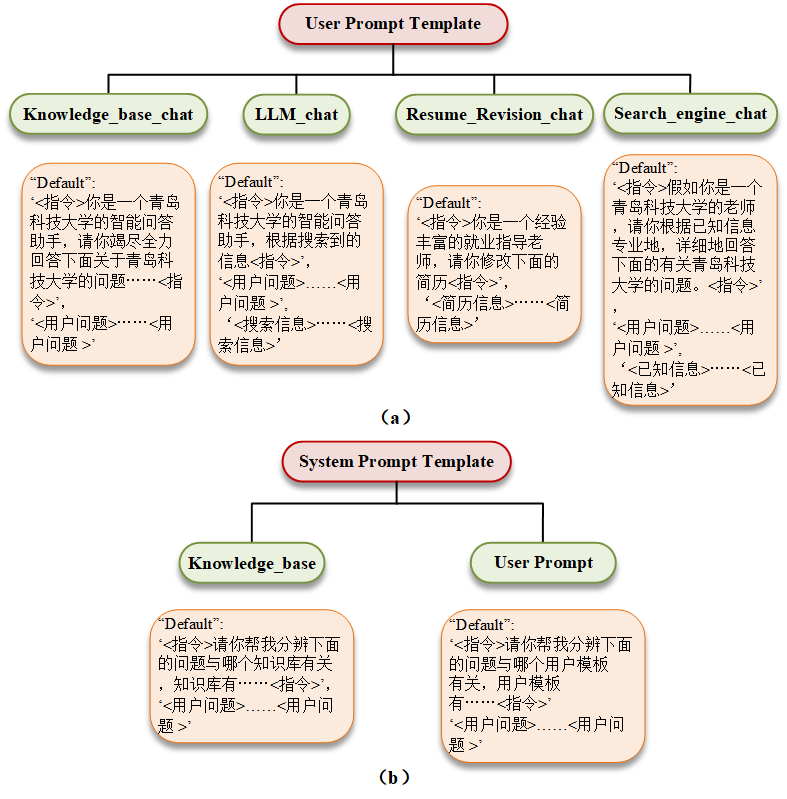 User Prompt Template
Knowledge_base_chat
LLM_chat
Resume_Revision_chat
Search_engine_chat
“Default”:
‘<指令>你是一个青岛
科技大学的智能问答
助手，请你竭尽全力
回答下面关于青岛科
技大学的问题……<指
令>’，
‘<用户问题>……<用
户问题 >’
“Default”:
‘<指令>你是一个青岛
科技大学的智能问答
助手，根据搜索到的
信息<指令>’，
‘<用户问题>……<用
户问题 >’,
‘<搜索信息>……<搜
索信息>’
“Default”:
‘<指令>你是一个经验
丰富的就业指导老
师，请你修改下面的
简历<指令>’，
‘<简历信息>……<简
历信息>’
“Default”:
‘<指令>假如你是一个
青岛科技大学的老师
，请你根据已知信息
专业地，详细地回答
下面的有关青岛科技
大学的问题。<指令>’
，
‘<用户问题>……<用
户问题 >’,
‘<已知信息>……<已
知信息>’
（a）
System Prompt Template
Knowledge_base
User Prompt
“Default”:
‘<指令>请你帮我分辨下面
的问题与哪个知识库有关
，知识库有……<指令>’，
‘<用户问题>……<用户问
题 >’
“Default”:
‘<指令>请你帮我分辨下面
的问题与哪个用户模板
有关，用户模板
有……<指令>’
‘<用户问题>……<用户问
题 >’
（b）